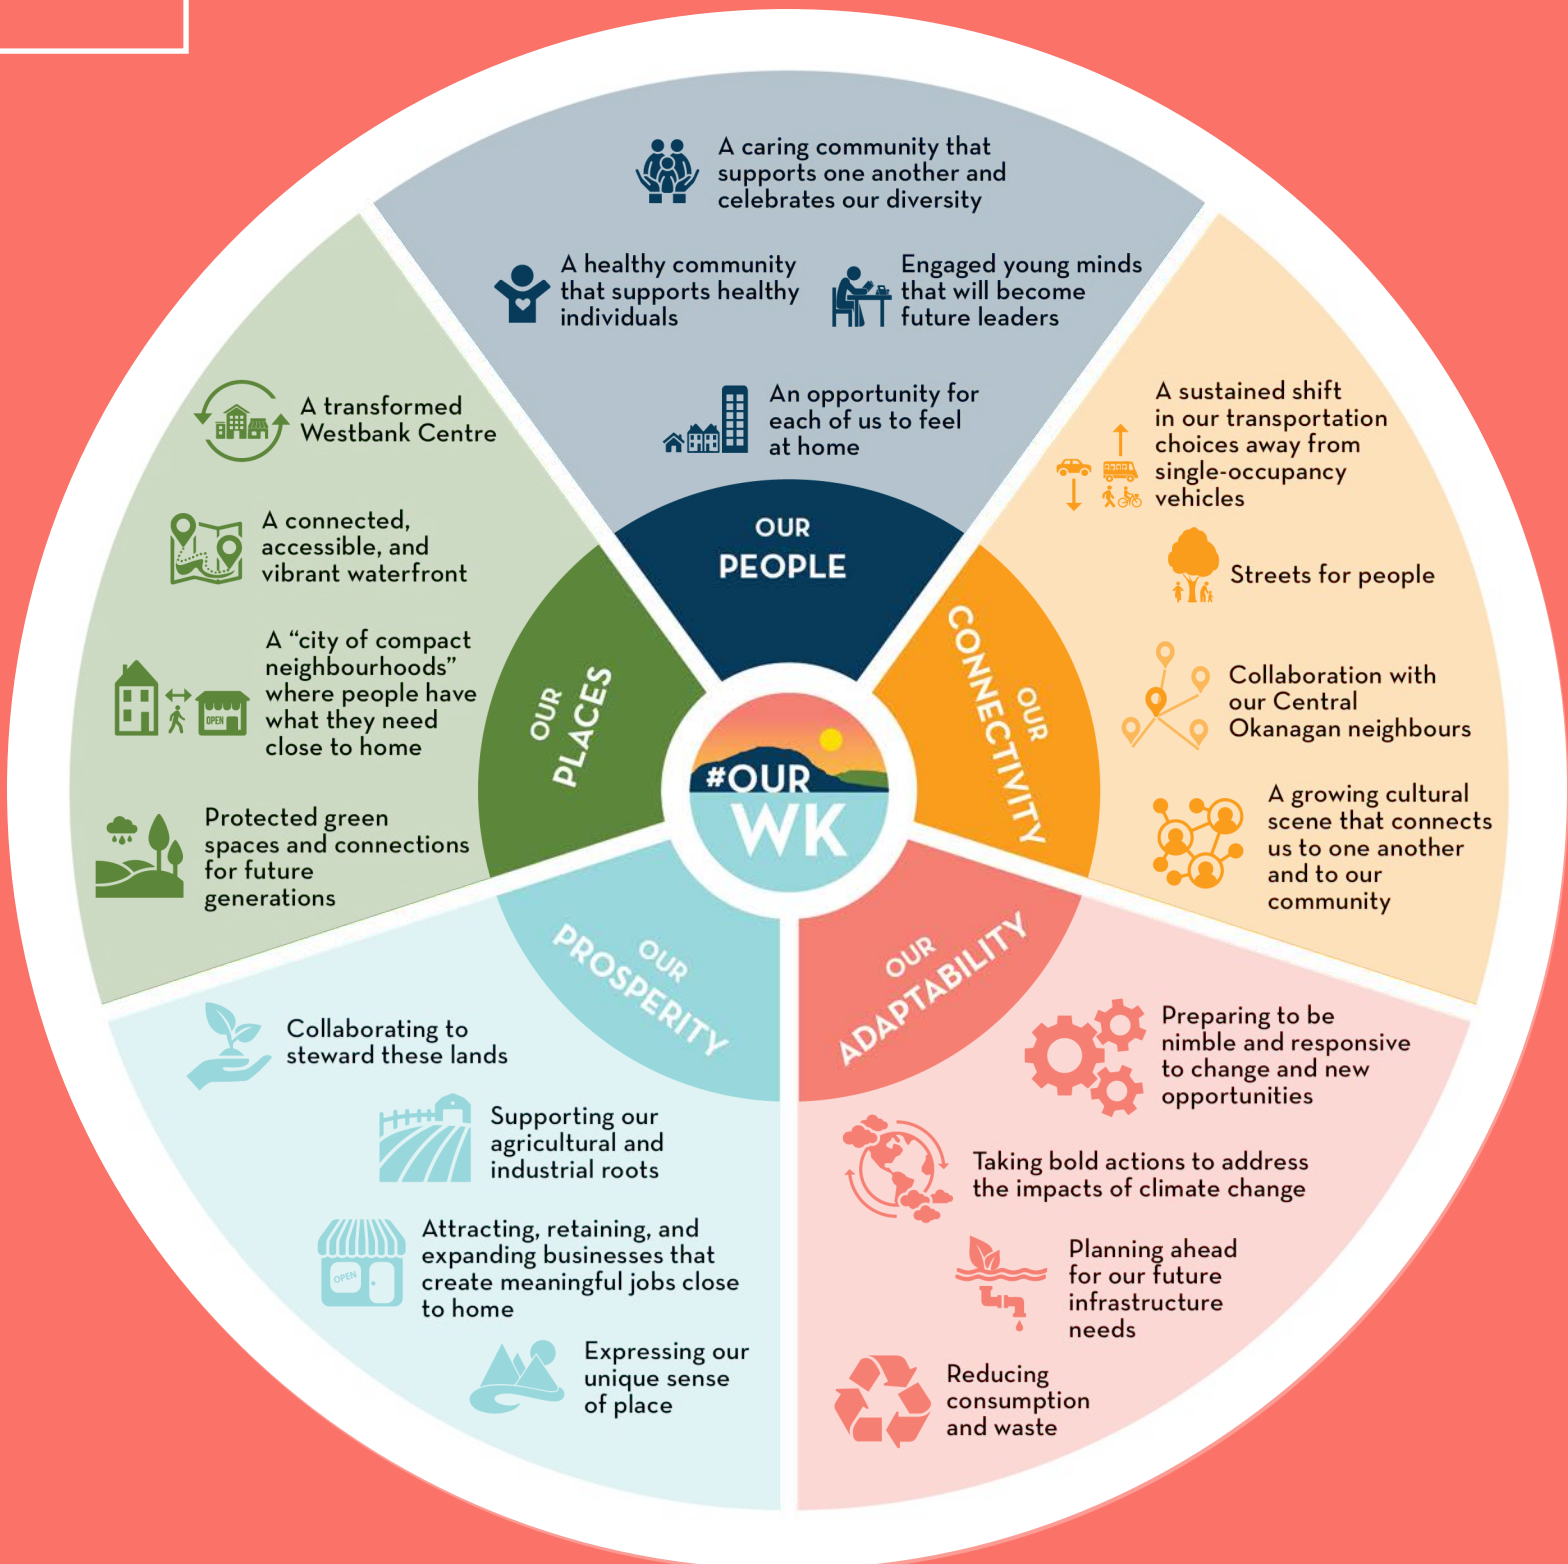 A caring community that
supports one another and
celebrates our diversity
A healthy community
that supports healthy
individuals
Engaged young minds
that will become
future leaders
An opportunity for
each of us to feel
at home
OUR
PEOPLE
A sustained shift
in our transportation
choices away from
single-occupancy
vehicles
Streets for people
Collaboration with
our Central
Okanagan neighbours
A growing cultural
scene that connects
us to one another
and to our
community
OUR
CONNECTIVITY
Preparing to be
nimble and responsive
to change and new
opportunities
Taking bold actions to address
the impacts of climate change
Planning ahead
for our future
infrastructure
needs
Reducing
consumption
and waste
OUR
ADAPTABILITY
Collaborating to
steward these lands
Supporting our
agricultural and
industrial roots
OPEN
Attracting, retaining, and
expanding businesses that
create meaningful jobs close
to home
Expressing our
unique sense
of place
OUR
PROSPERITY
A transformed
Westbank Centre
A connected,
accessible, and
vibrant waterfront
OPEN
A “city of compact
neighbourhoods”
where people have
what they need
close to home
Protected green
spaces and connections
for future
generations
OUR
PLACES
#OUR
WK